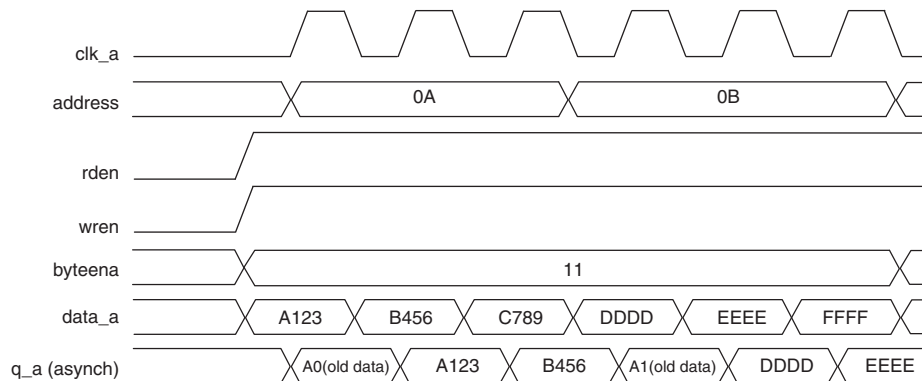 clk_a
address 0A 0B
rden
wren
byteena 11
data_a A123 B456 C789 DDDD EEEE FFFF
q_a (asynch) A0(old data) A123 B456 A1(old data) DDDD EEEE